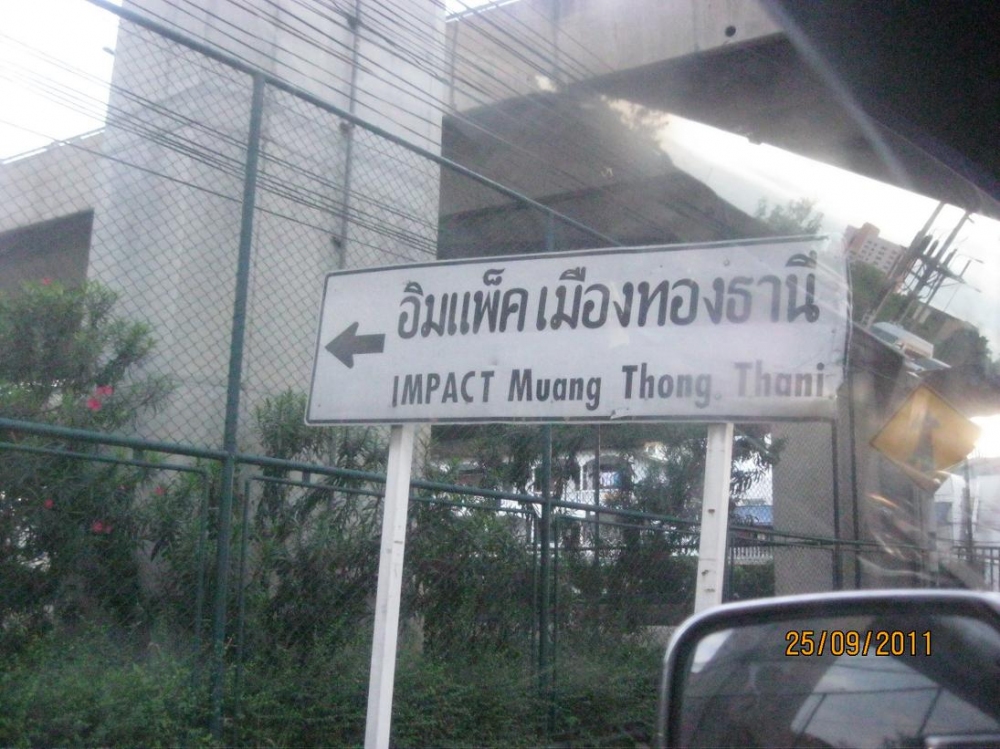 อิมแพ็ค เมืองทองธานี
IMPACT Muang Thong. Thani
25/09/2011